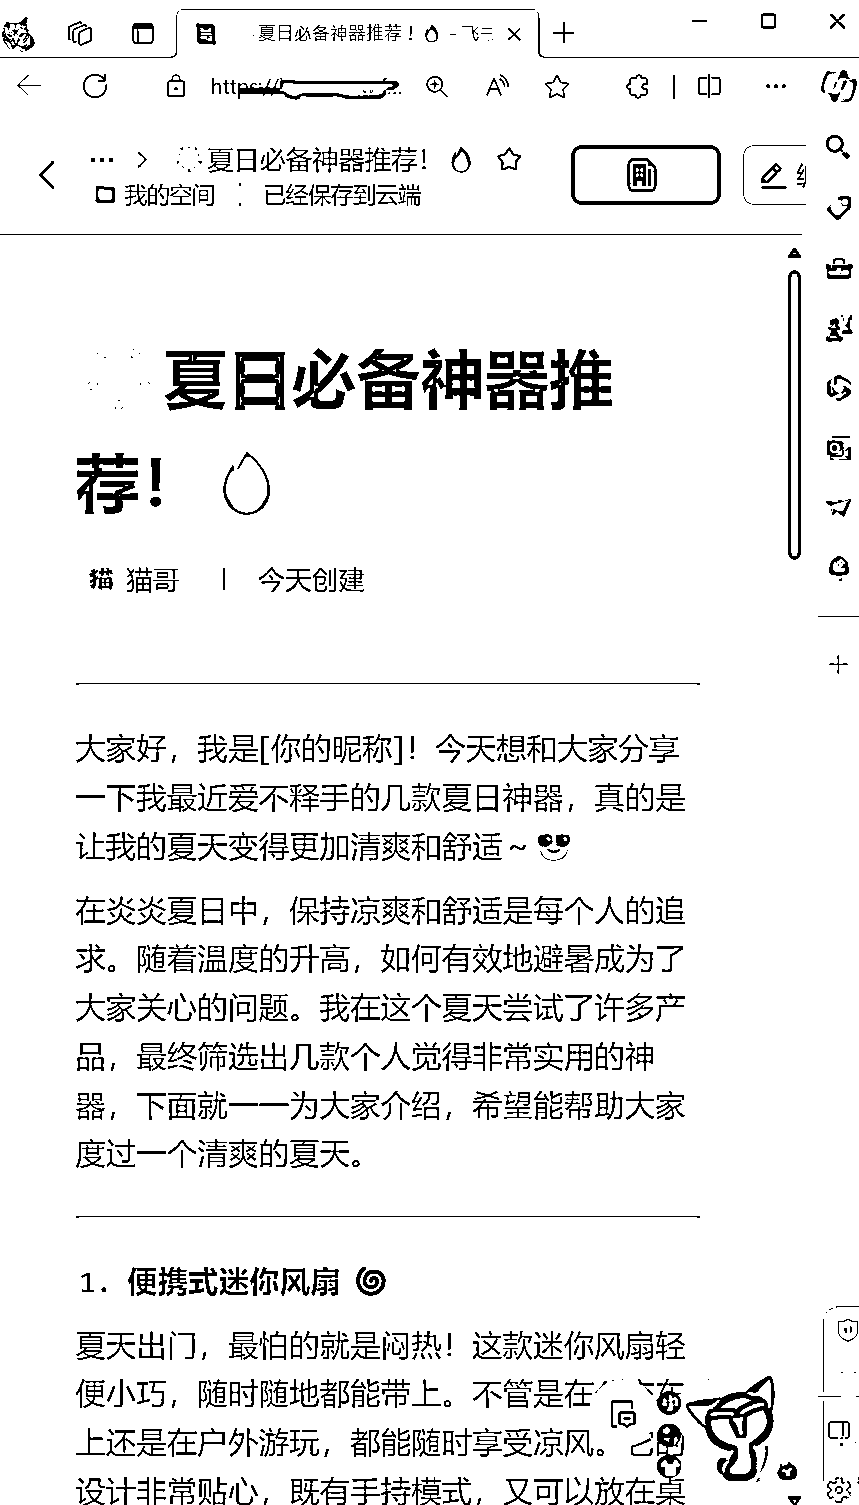 夏日必备神器推荐！🔥 - 飞
夏日必备神器推荐！🔥
我的空间 已经保存到云端
夏日必备神器推
荐！🔥
猫 猫哥 | 今天创建
大家好，我是[你的昵称]！今天想和大家分享
一下我最近爱不释手的几款夏日神器，真的是
让我的夏天变得更加清爽和舒适～😍
在炎炎夏日中，保持凉爽和舒适是每个人的追
求。随着温度的升高，如何有效地避暑成为了
大家关心的问题。我在这个夏天尝试了许多产
品，最终筛选出几款个人觉得非常实用的神
器，下面就一一为大家介绍，希望能帮助大家
度过一个清爽的夏天。
1. 便携式迷你风扇 🌀
夏天出门，最怕的就是闷热！这款迷你风扇轻
便小巧，随时随地都能带上。不管是在
上还是在户外游玩，都能随时享受凉风。
设计非常贴心，既有手持模式，又可以放在桌